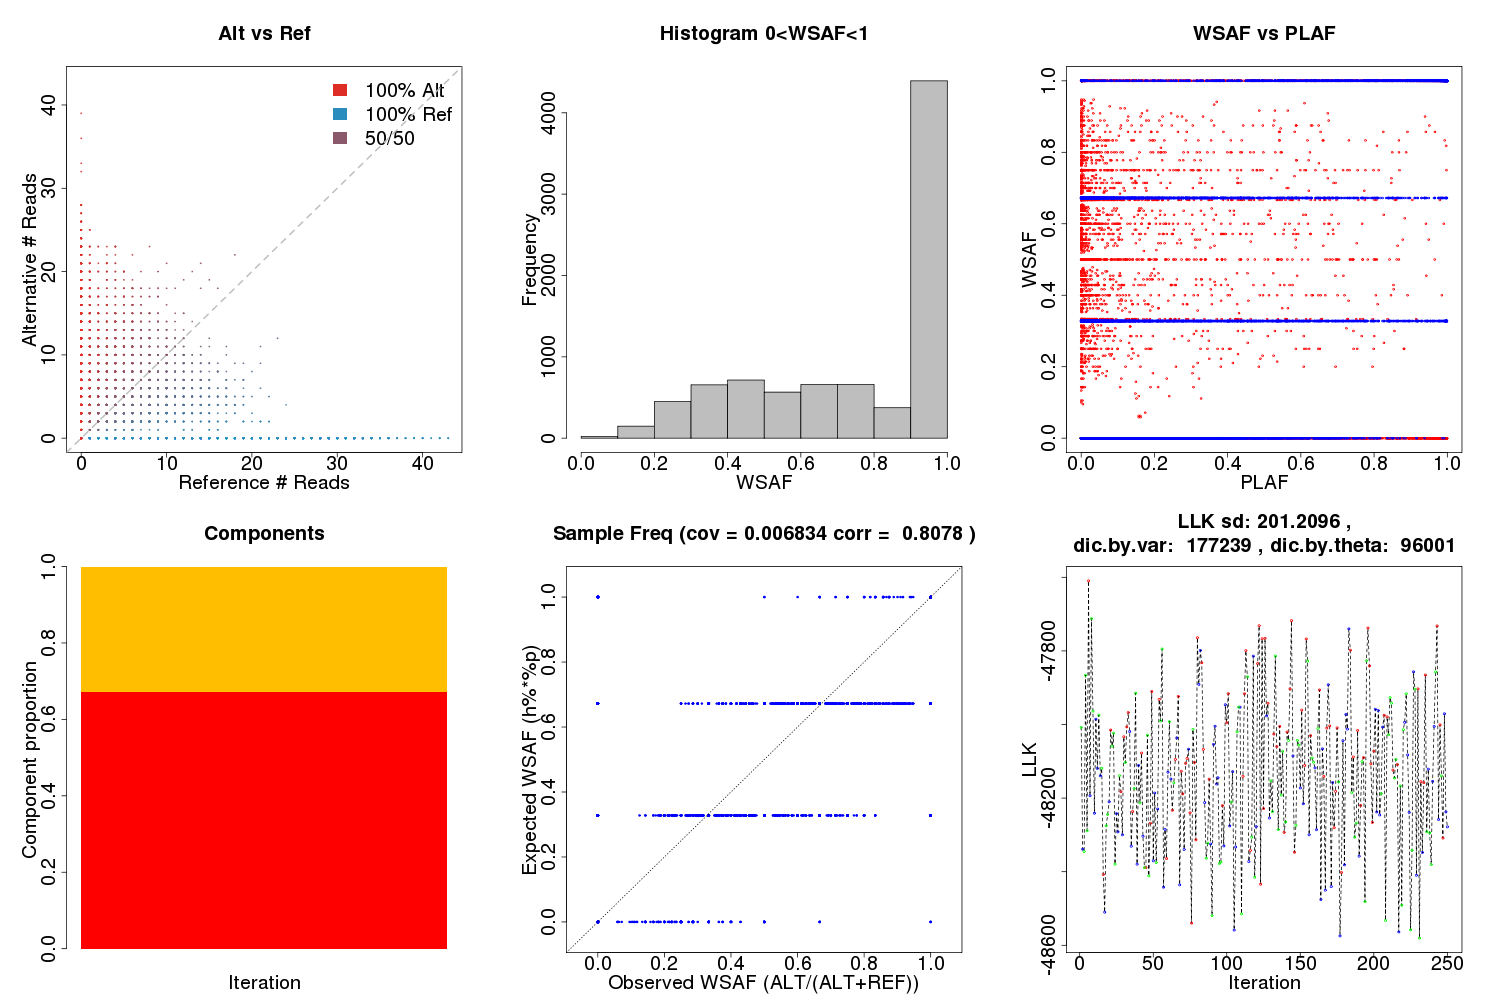 Alt vs Ref
100% Alt
100% Ref
50/50
Alternative # Reads
0 10 20 30 40
0 10 20 30 40
Reference # Reads
Histogram 0<WSAF<1
Frequency
0 1000 2000 3000 4000
0.0 0.2 0.4 0.6 0.8 1.0
WSAF
WSAF vs PLAF
WSAF
0.0 0.2 0.4 0.6 0.8 1.0
0.0 0.2 0.4 0.6 0.8 1.0
PLAF
Components
Component proportion
0.0 0.2 0.4 0.6 0.8 1.0
Iteration
Sample Freq (cov = 0.006834 corr = 0.8078 )
Expected WSAF (h%*%p)
0.0 0.2 0.4 0.6 0.8 1.0
0.0 0.2 0.4 0.6 0.8 1.0
Observed WSAF (ALT/(ALT+REF))
LLK sd: 201.2096 ,
dic.by.var: 177239 , dic.by.theta: 96001
LLK
-48600 -48200 -47800
0 50 100 150 200 250
Iteration